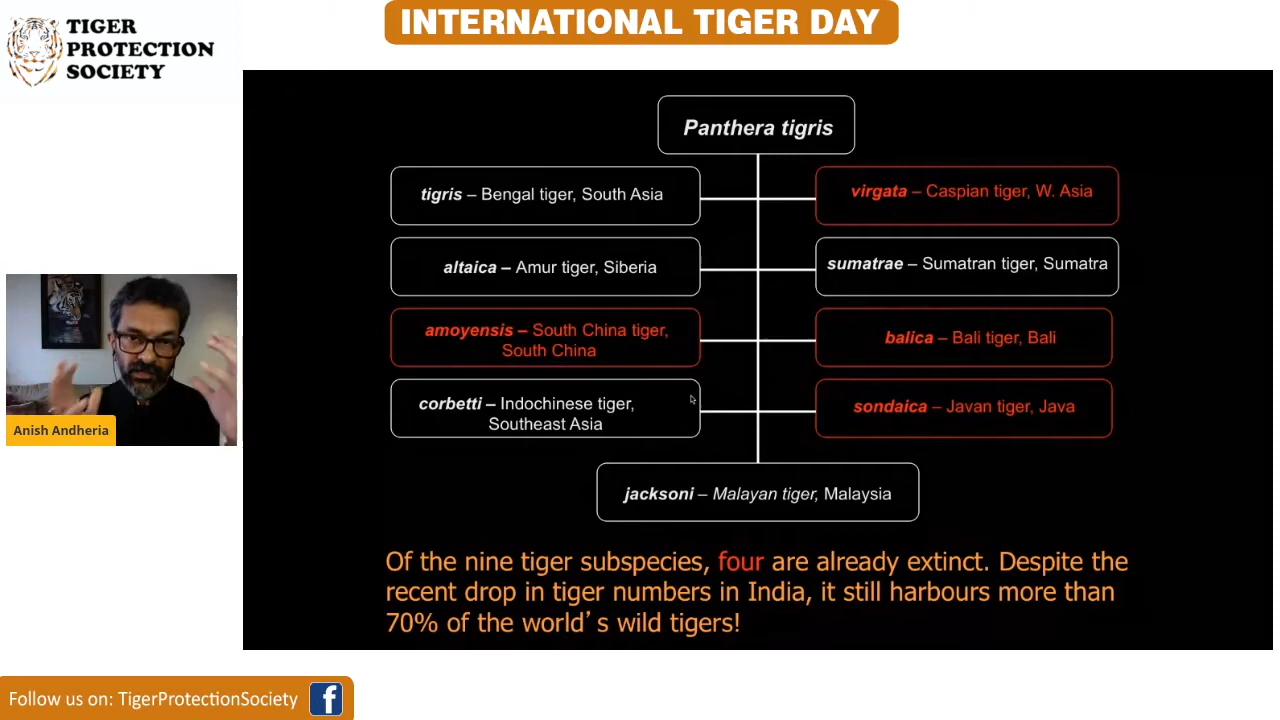 TIGER
PROTECTION
SOCIETY
INTERNATIONAL TIGER DAY
Panthera tigris
tigris – Bengal tiger, South Asia
virgata – Caspian tiger, W. Asia
altaica – Amur tiger, Siberia
sumatrae – Sumatran tiger, Sumatra
amoyensis – South China tiger,
South China
balica – Bali tiger, Bali
corbetti – Indochinese tiger,
Southeast Asia
sondaica – Javan tiger, Java
jacksoni – Malayan tiger, Malaysia
Of the nine tiger subspecies, four are already extinct. Despite the
recent drop in tiger numbers in India, it still harbours more than
70% of the world’s wild tigers!
Anish Andheria
Follow us on: TigerProtectionSociety f